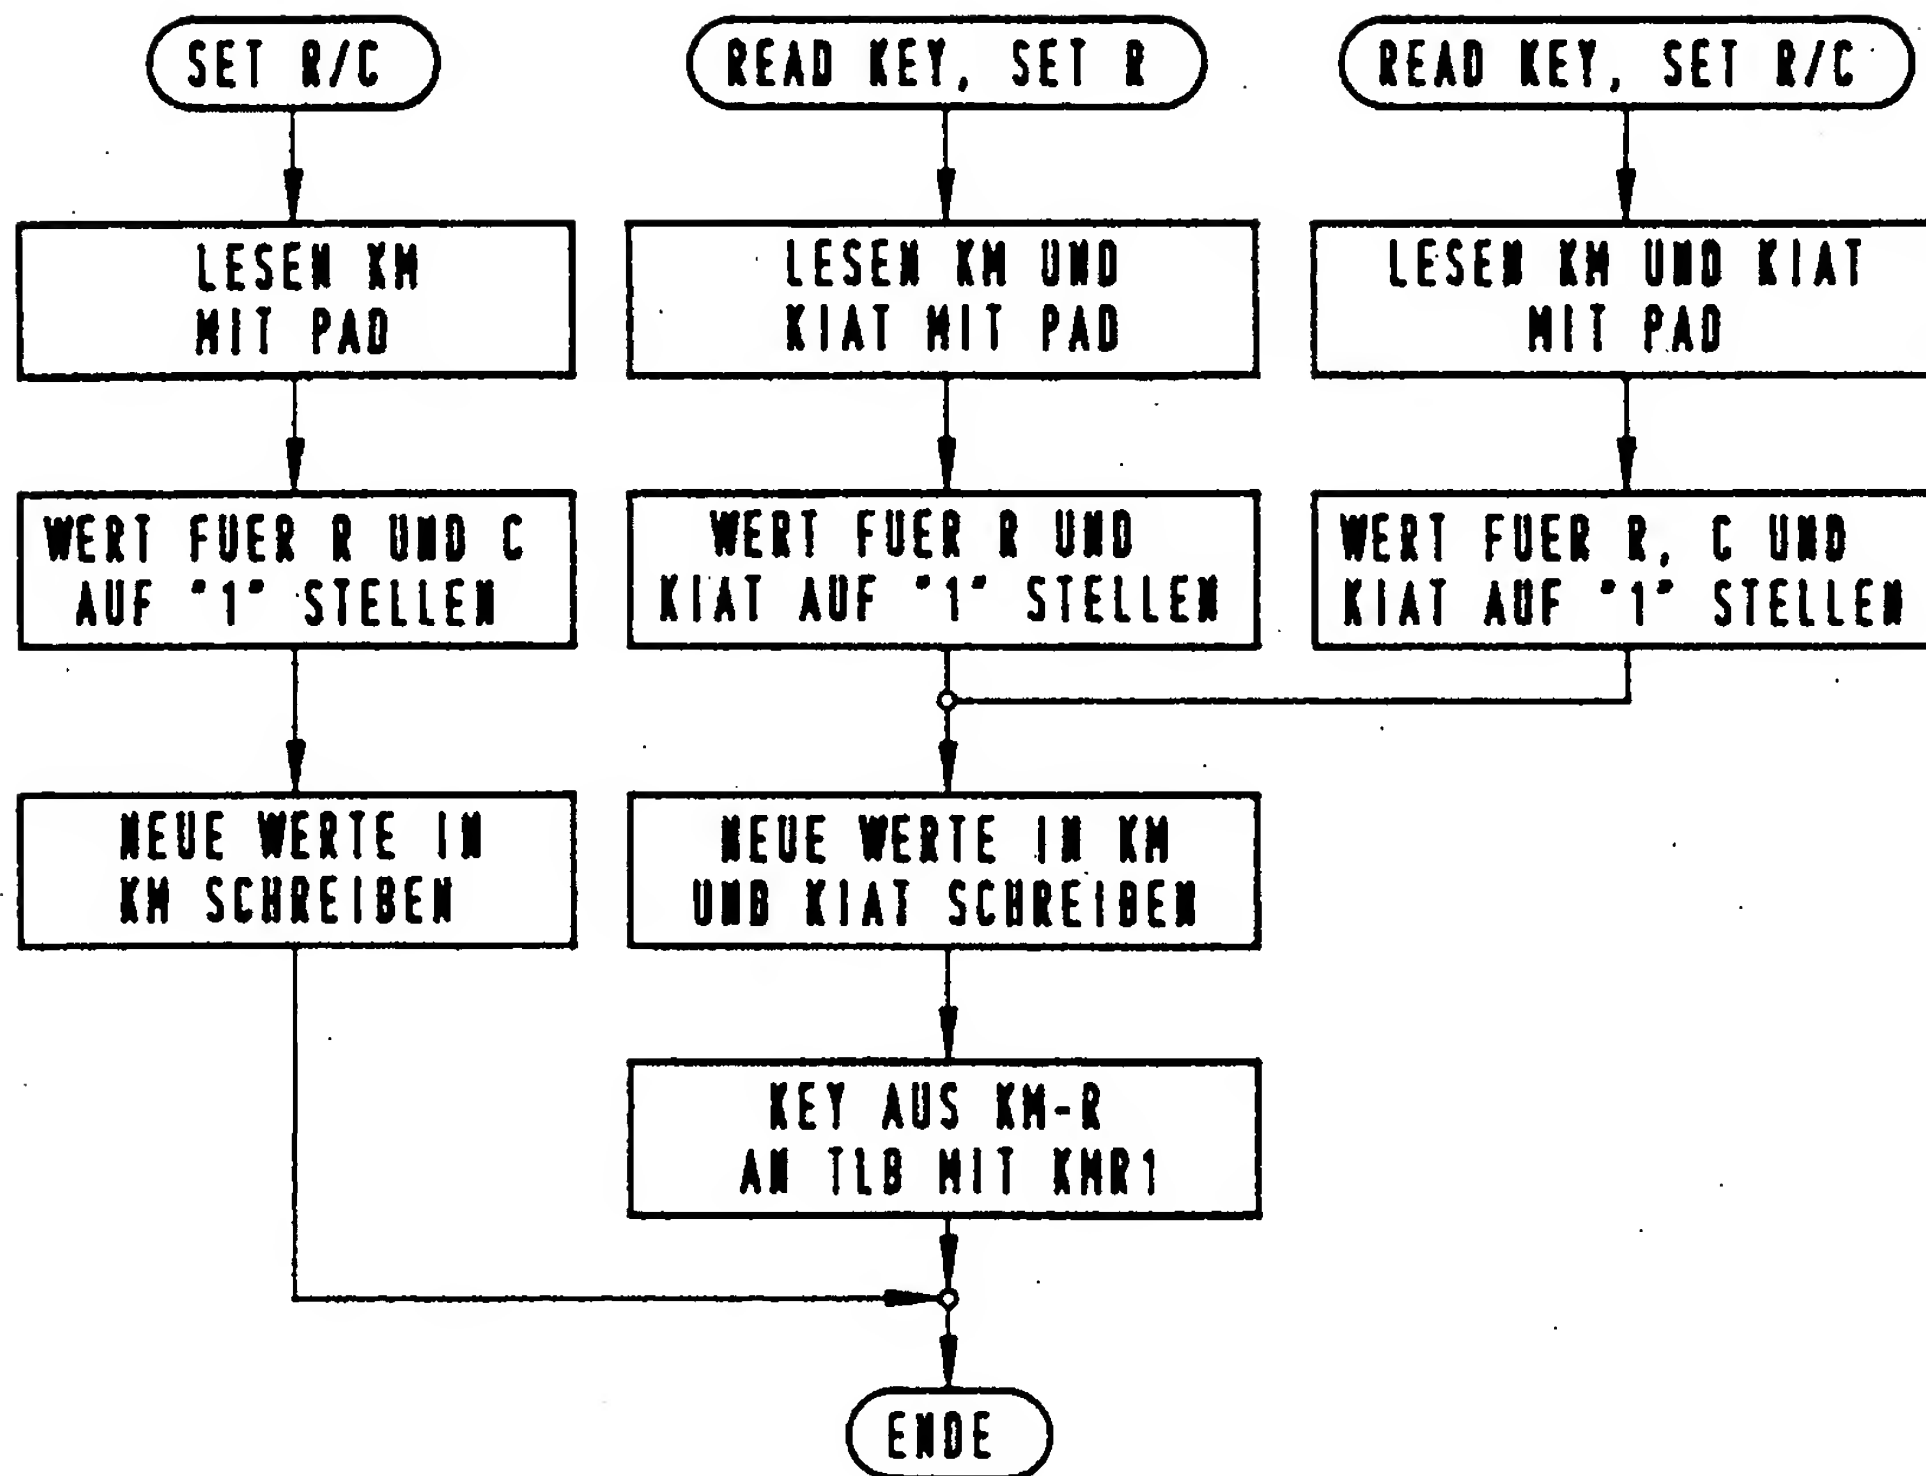 SET R/C
READ KEY, SET R
READ KEY, SET R/C
LESEN KM
MIT PAD
LESEN KM UND
KIAT MIT PAD
LESEN KM UND KIAT
MIT PAD
WERT FUER R UND C
AUF "1" STELLEN
WERT FUER R UND
KIAT AUF "1" STELLEN
WERT FUER R, C UND
KIAT AUF "1" STELLEN
NEUE WERTE IN
KM SCHREIBEN
NEUE WERTE IN KM
UND KIAT SCHREIBEN
KEY AUS KM-R
AN TLB MIT KMR1
ENDE